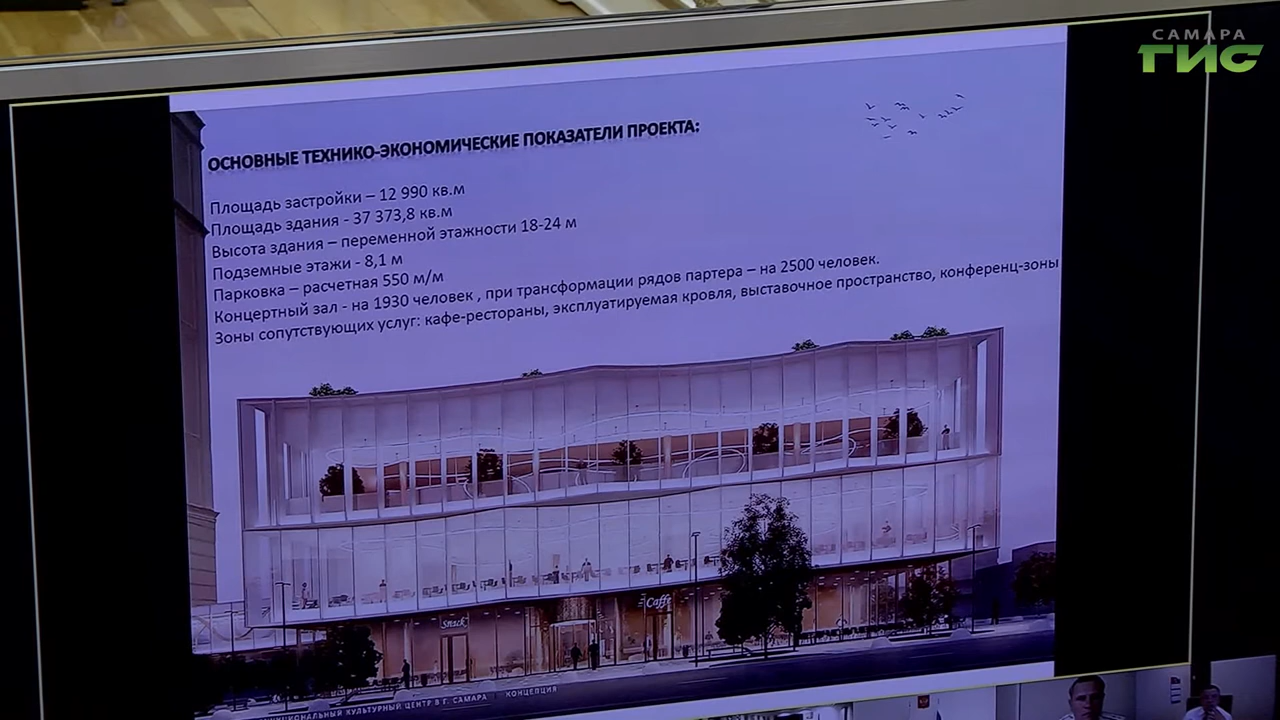 САМАРА
ГИС
ОСНОВНЫЕ ТЕХНИКО-ЭКОНОМИЧЕСКИЕ ПОКАЗАТЕЛИ ПРОЕКТА:
Площадь застройки – 12 990 кв.м
Площадь здания - 37 373,8 кв.м
Высота здания – переменной этажности 18-24 м
Подземные этажи - 8,1 м
Парковка – расчетная 550 м/м
Концертный зал - на 1930 человек , при трансформации рядов партера – на 2500 человек.
Зоны сопутствующих услуг: кафе-рестораны, эксплуатируемая кровля, выставочное пространство, конференц-зоны
Snack
Caffe
КУЛЬТУРНЫЙ ЦЕНТР В Г. САМАРА | КОНЦЕПЦИЯ